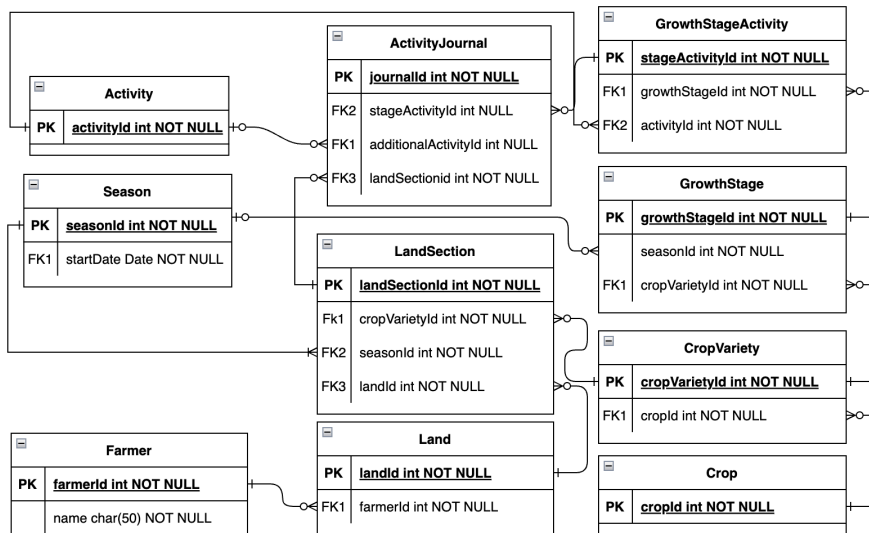 Activity
PK activityId int NOT NULL
Season
PK seasonId int NOT NULL
FK1 startDate Date NOT NULL
Farmer
PK farmerId int NOT NULL
name char(50) NOT NULL
ActivityJournal
PK journalId int NOT NULL
FK2 stageActivityId int NULL
FK1 additionalActivityId int NULL
FK3 landSectionid int NOT NULL
LandSection
PK landSectionId int NOT NULL
Fk1 cropVarietyId int NOT NULL
FK2 seasonId int NOT NULL
FK3 landId int NOT NULL
Land
PK landId int NOT NULL
FK1 farmerId int NOT NULL
GrowthStageActivity
PK stageActivityId int NOT NULL
FK1 growthStageId int NOT NULL
FK2 activityId int NOT NULL
GrowthStage
PK growthStageId int NOT NULL
seasonId int NOT NULL
FK1 cropVarietyId int NOT NULL
CropVariety
PK cropVarietyId int NOT NULL
FK1 cropId int NOT NULL
Crop
PK cropId int NOT NULL